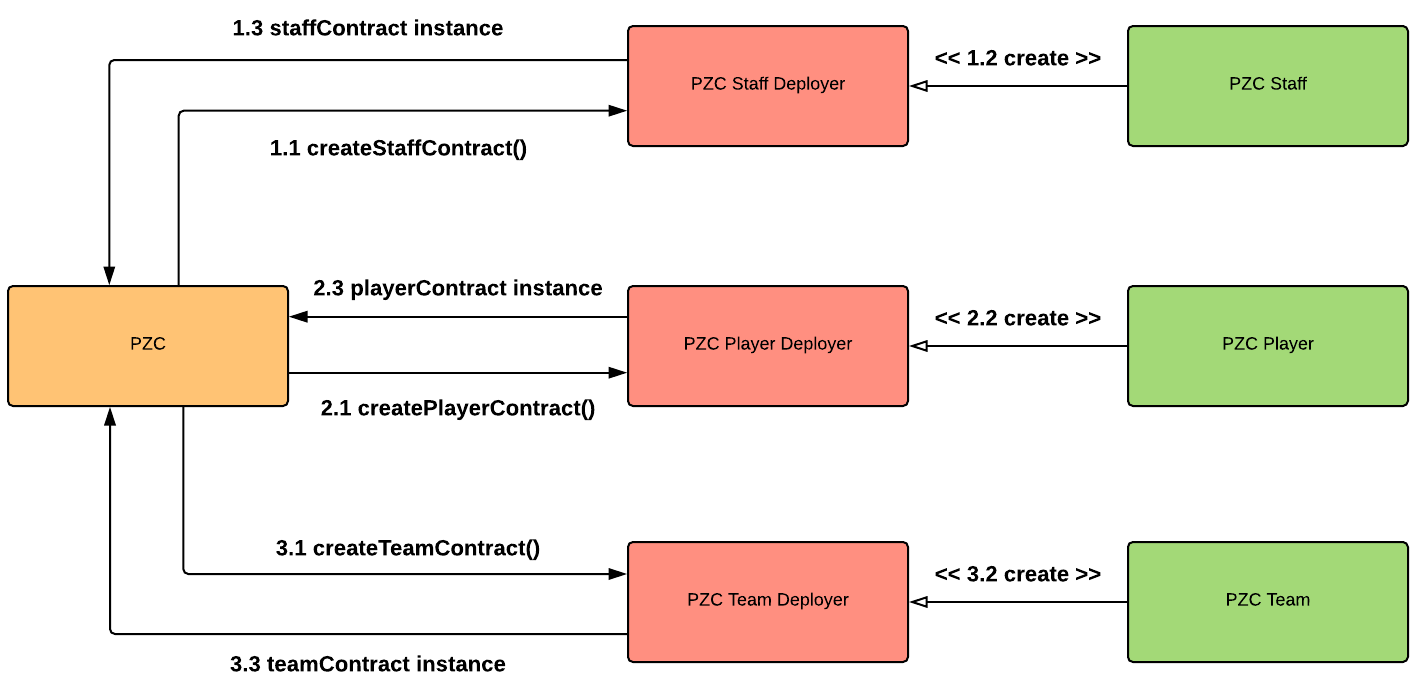 1.3 staffContract instance
PZC Staff Deployer
<< 1.2 create >>
PZC Staff
1.1 createStaffContract()
PZC
2.3 playerContract instance
PZC Player Deployer
<< 2.2 create >>
PZC Player
2.1 createPlayerContract()
3.1 createTeamContract()
PZC Team Deployer
<< 3.2 create >>
PZC Team
3.3 teamContract instance